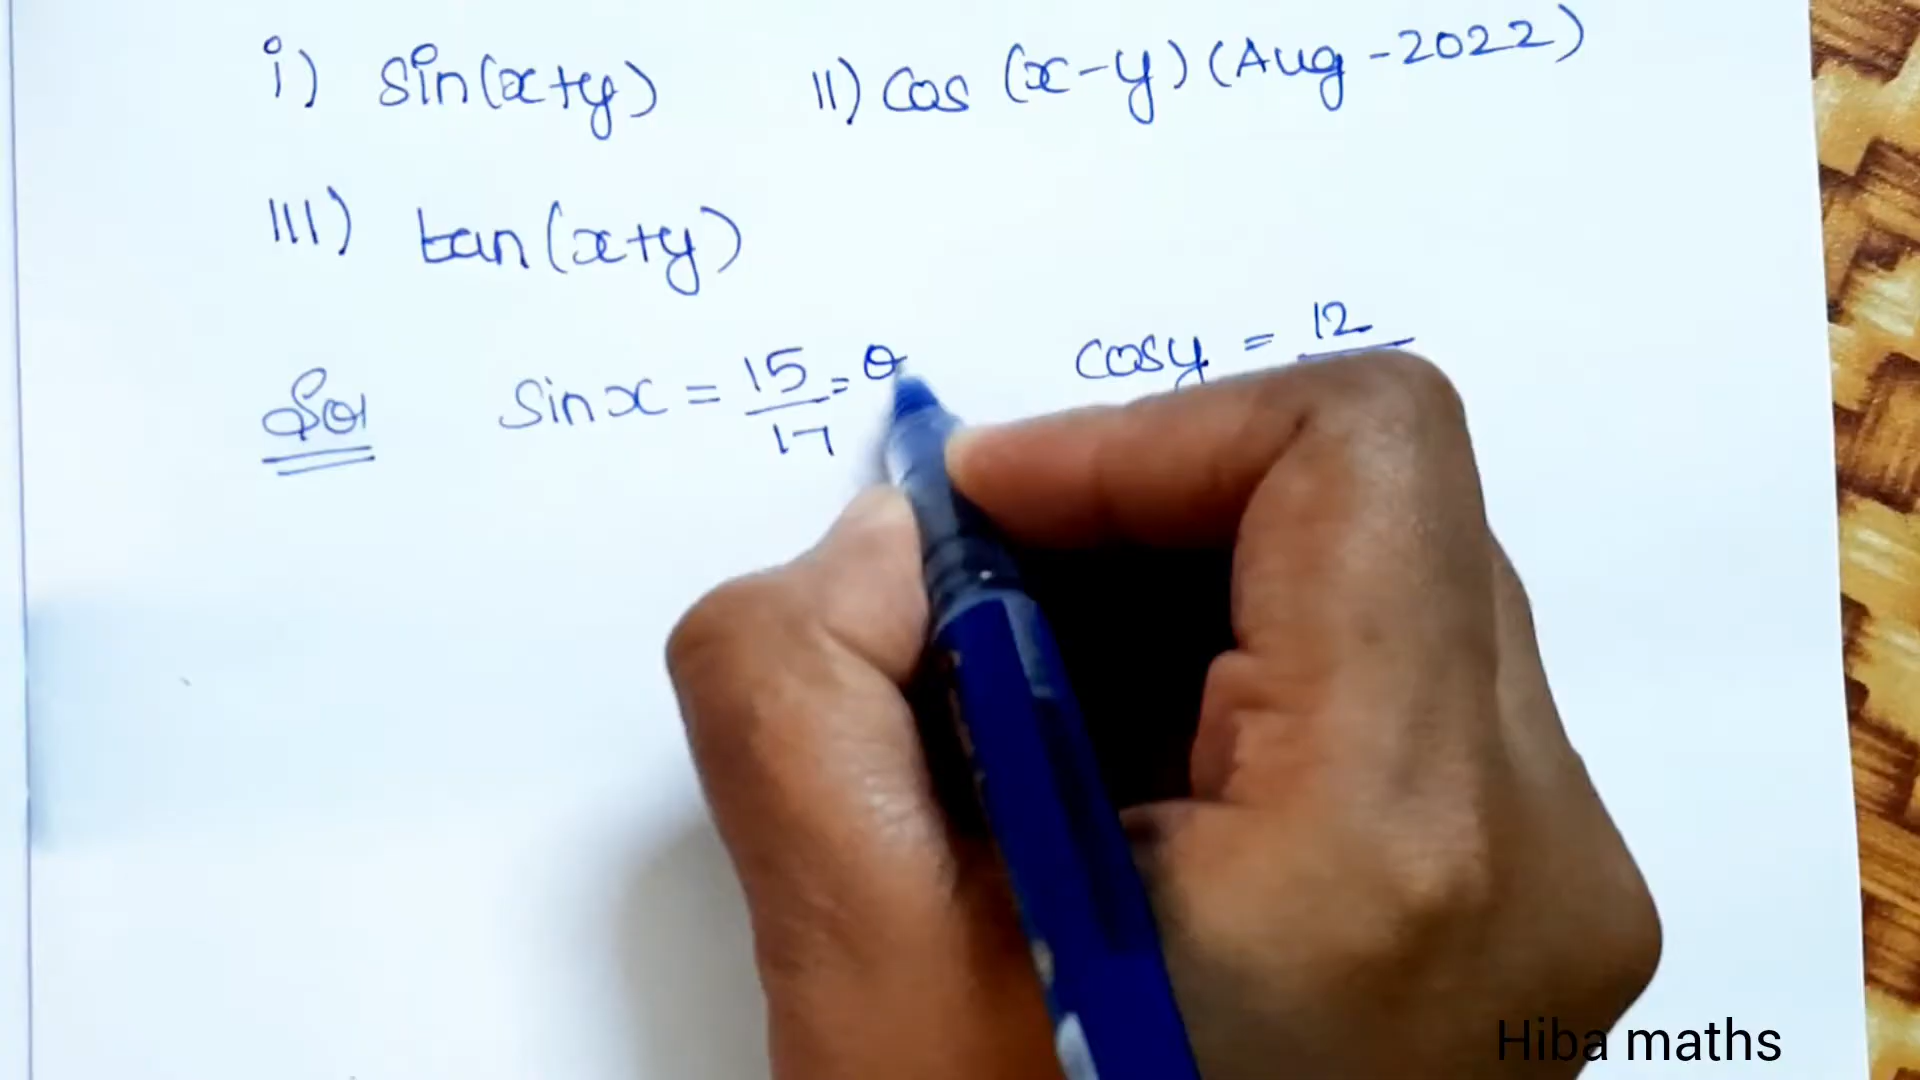 i) sin(x+y) II) cos (x-y) (Aug - 2022)
III) tan(x+y)
Sol sin x = 15/17 = O cos y = 12
Hiba maths